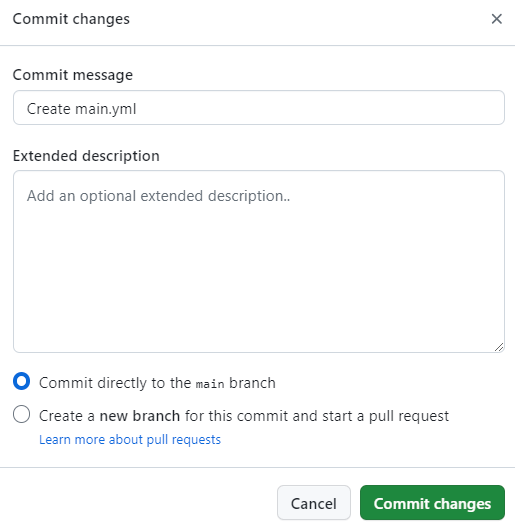 Commit changes
Commit message
Create main.yml
Extended description
Add an optional extended description..
Commit directly to the main branch
Create a new branch for this commit and start a pull request
Learn more about pull requests
Cancel
Commit changes